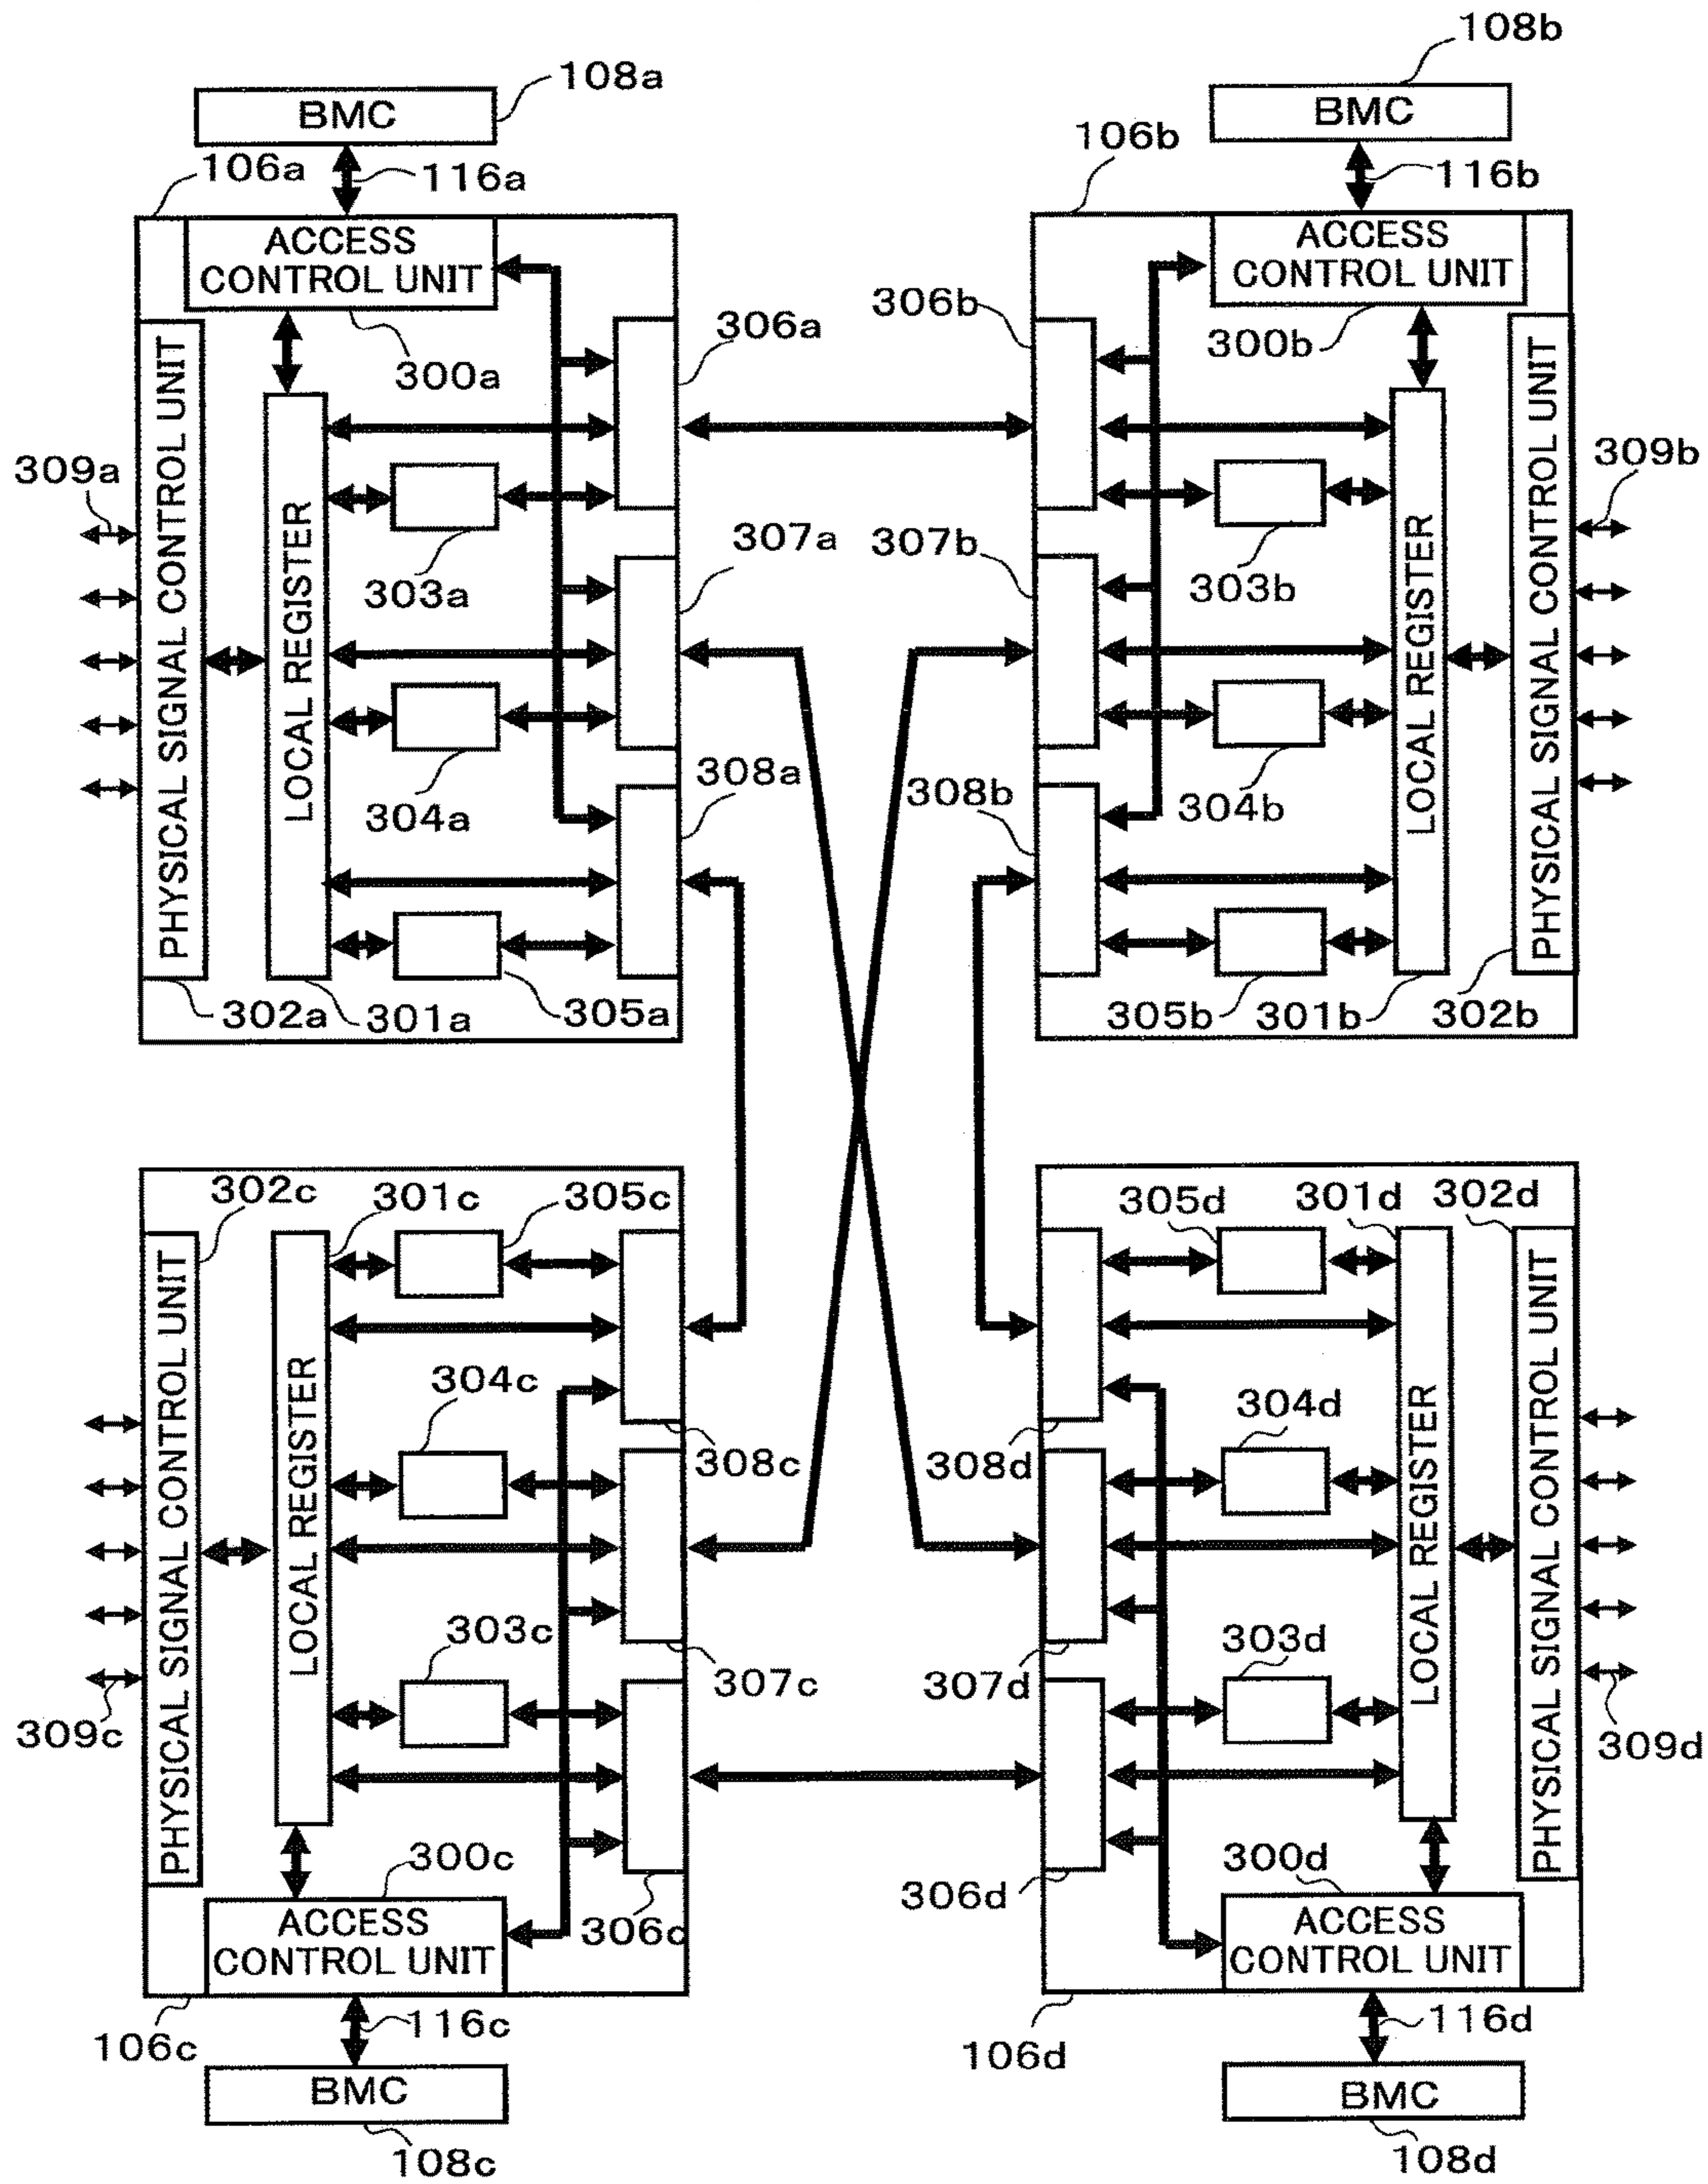 108b
108a
BMC
BMC
106b
106a
116a
116b
ACCESS
CONTROL UNIT
ACCESS
CONTROL UNIT
306b
306a
300b
300a
PHYSICAL SIGNAL CONTROL UNIT
LOCAL REGISTER
LOCAL REGISTER
PHYSICAL SIGNAL CONTROL UNIT
309a
309b
307a
307b
303a
303b
308a
308b
304a
304b
302a
301a
305a
305b
301b
302b
302c
301c
305c
305d
301d
302d
PHYSICAL SIGNAL CONTROL UNIT
LOCAL REGISTER
LOCAL REGISTER
PHYSICAL SIGNAL CONTROL UNIT
304c
304d
308c
308d
303c
303d
307c
307d
309c
309d
300c
300d
306c
306d
ACCESS
CONTROL UNIT
ACCESS
CONTROL UNIT
106c
116c
106d
116d
BMC
BMC
108c
108d